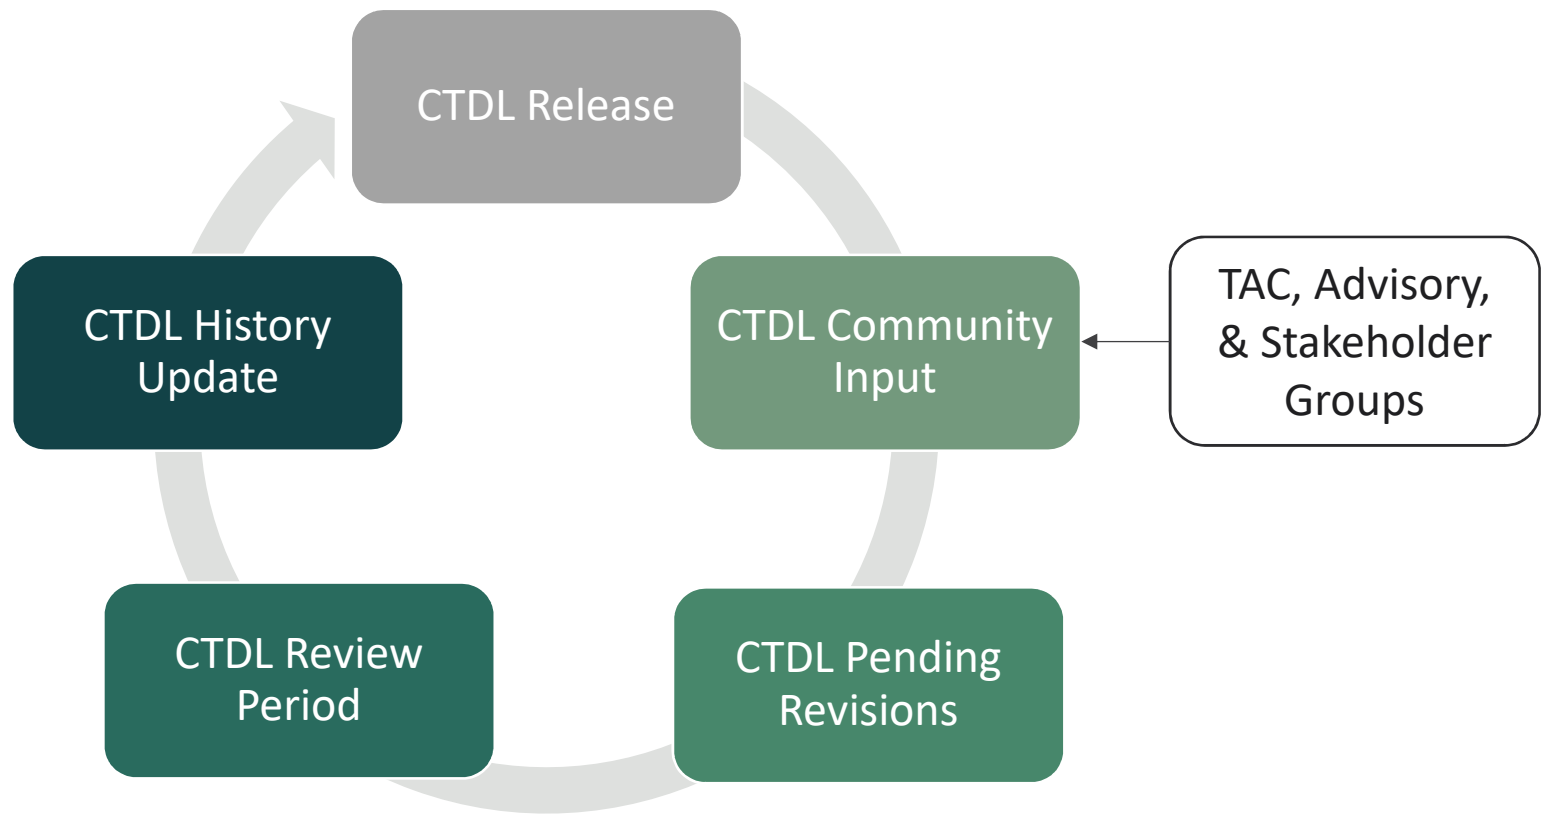 CTDL Release
CTDL Community
Input
TAC, Advisory,
& Stakeholder
Groups
CTDL Pending
Revisions
CTDL Review
Period
CTDL History
Update